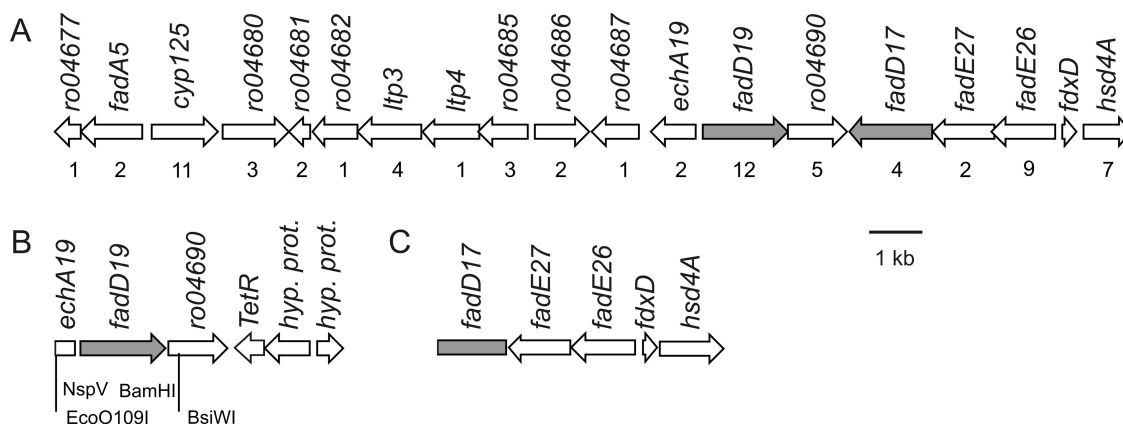 A
ro04677 fadA5 cyp125 ro04680 ro04681 ro04682 ltp3 ltp4 ro04685 ro04686 ro04687 echA19 fadD19 ro04690 fadD17 fadE27 fadE26 fdxD hsd4A
1 2 11 3 2 1 4 1 3 2 1 2 12 5 4 2 9 7
1 kb
B
echA19 fadD19 ro04690 TetR hyp. prot. hyp. prot.
NspV BamHI
EcoO109I BsiWI
C
fadD17 fadE27 fadE26 fdxD hsd4A